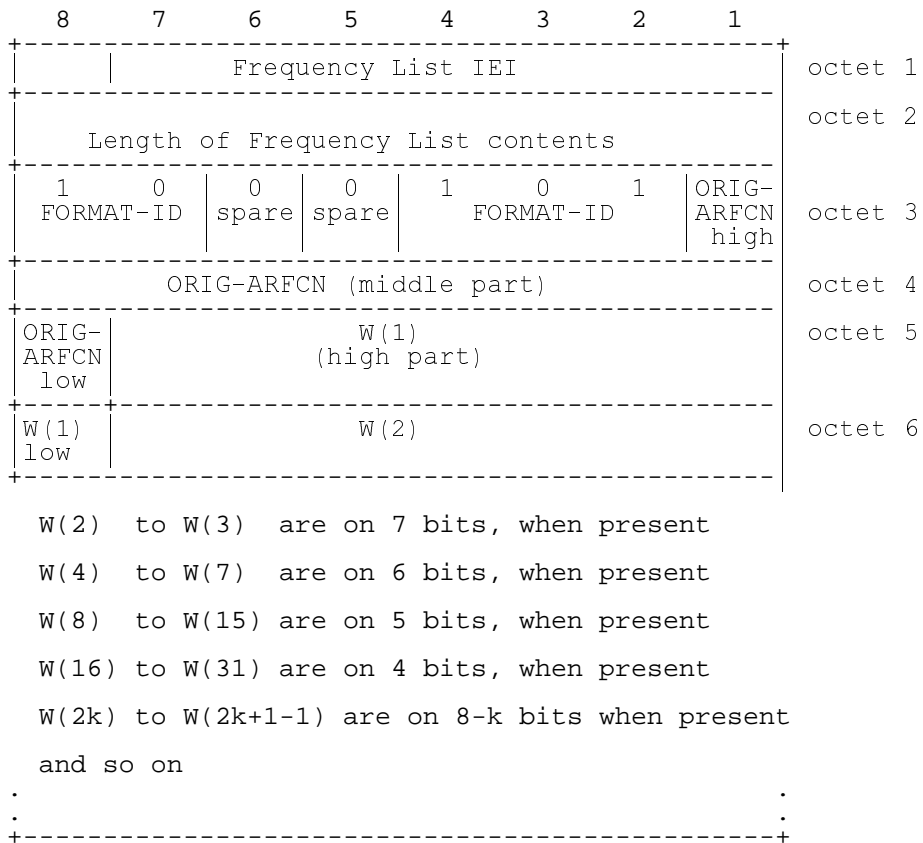 8 7 6 5 4 3 2 1
Frequency List IEI octet 1
octet 2
Length of Frequency List contents
1 0 0 0 1 0 1 ORIG-
FORMAT-ID spare spare FORMAT-ID ARFCN octet 3
high
ORIG-ARFCN (middle part) octet 4
ORIG- W(1) octet 5
ARFCN (high part)
low
W(1) W(2) octet 6
low
W(2) to W(3) are on 7 bits, when present
W(4) to W(7) are on 6 bits, when present
W(8) to W(15) are on 5 bits, when present
W(16) to W(31) are on 4 bits, when present
W(2k) to W(2k+1-1) are on 8-k bits when present
and so on
. .
. .